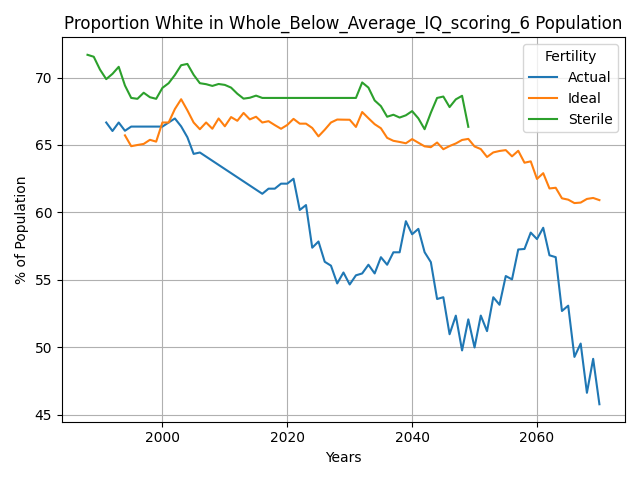 Proportion White in Whole_Below_Average_IQ_scoring_6 Population
Fertility
Actual
Ideal
Sterile
% of Population
70
65
60
55
50
45
2000 2020 2040 2060
Years